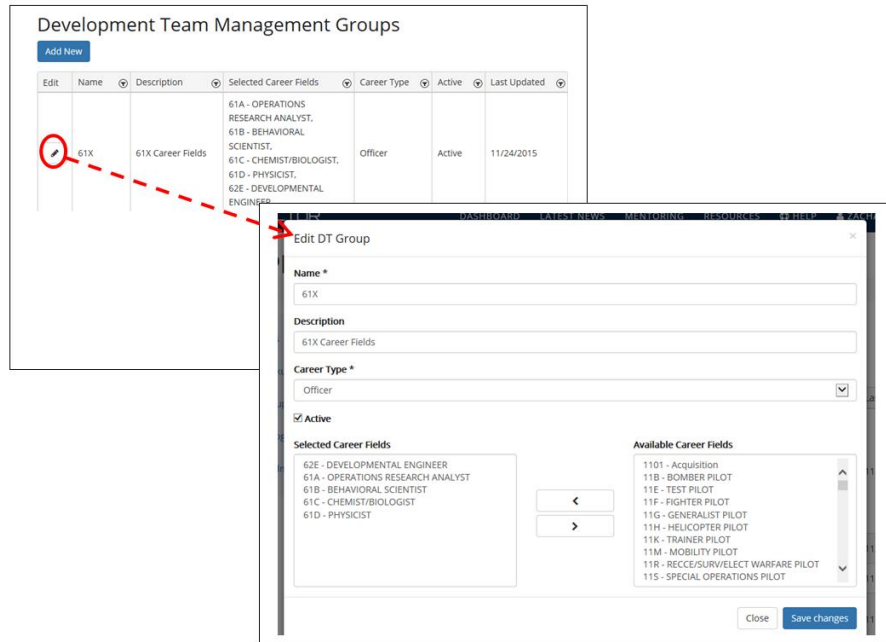 Development Team Management Groups
Add New
Edit Name Description Selected Career Fields Career Type Active Last Updated
61A - OPERATIONS
RESEARCH ANALYST,
61B - BEHAVIORAL
SCIENTIST,
61X 61X Career Fields 61C - CHEMIST/BIOLOGIST, Officer Active 11/24/2015
61D - PHYSICIST,
62E - DEVELOPMENTAL
ENGINEER
DASHBOARD LATEST NEWS MENTORING RESOURCES HELP
Edit DT Group ×
Name *
61X
Description
61X Career Fields
Career Type *
Officer
Active
Selected Career Fields
62E - DEVELOPMENTAL ENGINEER
61A - OPERATIONS RESEARCH ANALYST
61B - BEHAVIORAL SCIENTIST
61C - CHEMIST/BIOLOGIST
61D - PHYSICIST
<
>
Available Career Fields
1101 - Acquisition
11B - BOMBER PILOT
11E - TEST PILOT
11F - FIGHTER PILOT
11G - GENERALIST PILOT
11H - HELICOPTER PILOT
11K - TRAINER PILOT
11M - MOBILITY PILOT
11R - RECCE/SURV/ELECT WARFARE PILOT
11S - SPECIAL OPERATIONS PILOT
Close Save changes